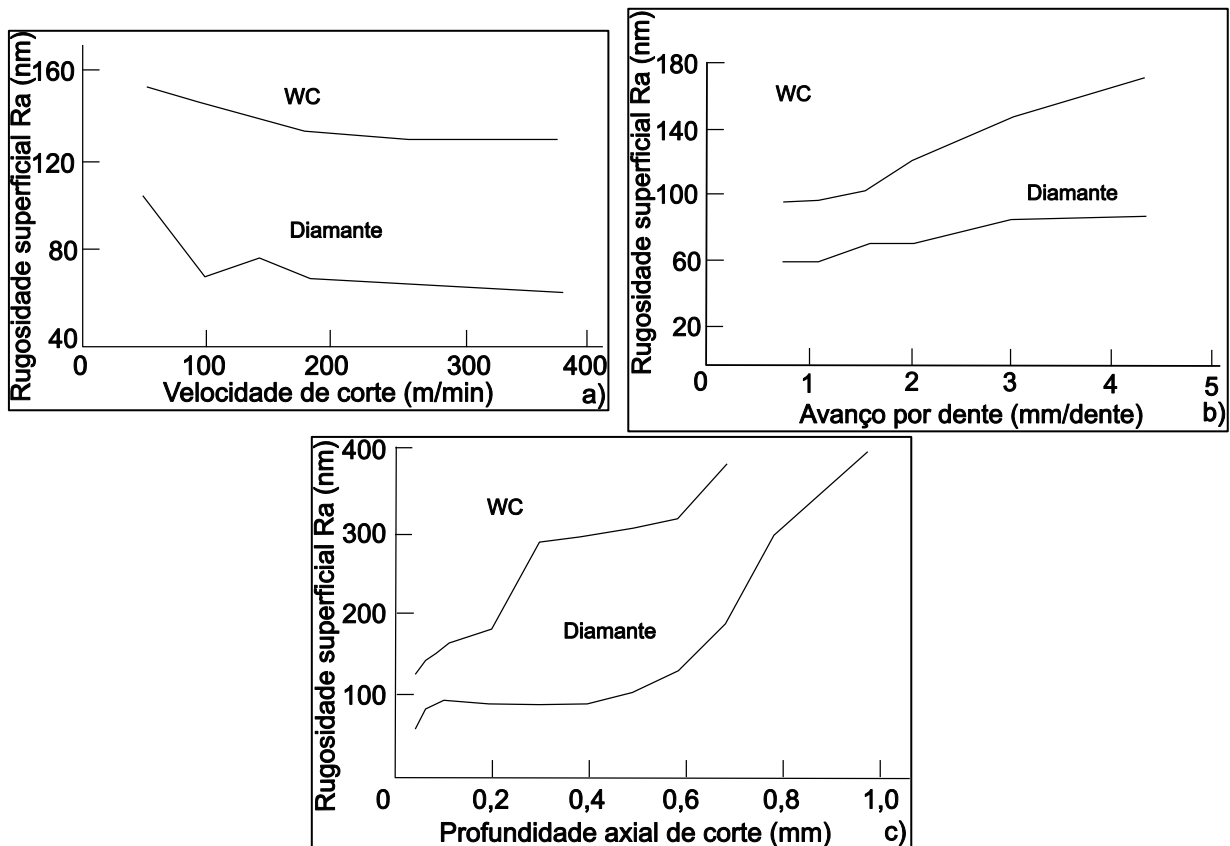 Rugosidade superficial Ra (nm)
160
120
80
40
WC
Diamante
0 100 200 300 400
Velocidade de corte (m/min) a)
Rugosidade superficial Ra (nm)
180
140
100
60
20
WC
Diamante
0 1 2 3 4 5
Avanço por dente (mm/dente) b)
Rugosidade superficial Ra (nm)
400
300
200
100
WC
Diamante
0 0,2 0,4 0,6 0,8 1,0
Profundidade axial de corte (mm) c)